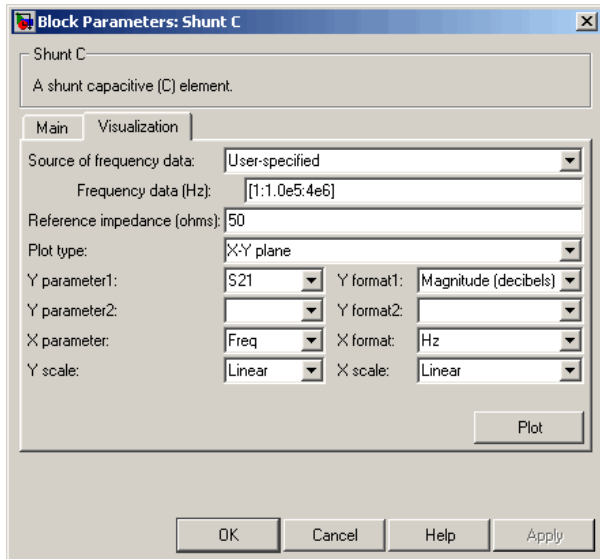 Block Parameters: Shunt C
Shunt C
A shunt capacitive (C) element.
Main Visualization
Source of frequency data: User-specified
Frequency data (Hz): [1:1.0e5:4e6]
Reference impedance (ohms): 50
Plot type: X-Y plane
Y parameter1: S21 Y format1: Magnitude (decibels)
Y parameter2: Y format2:
X parameter: Freq X format: Hz
Y scale: Linear X scale: Linear
Plot
OK Cancel Help Apply